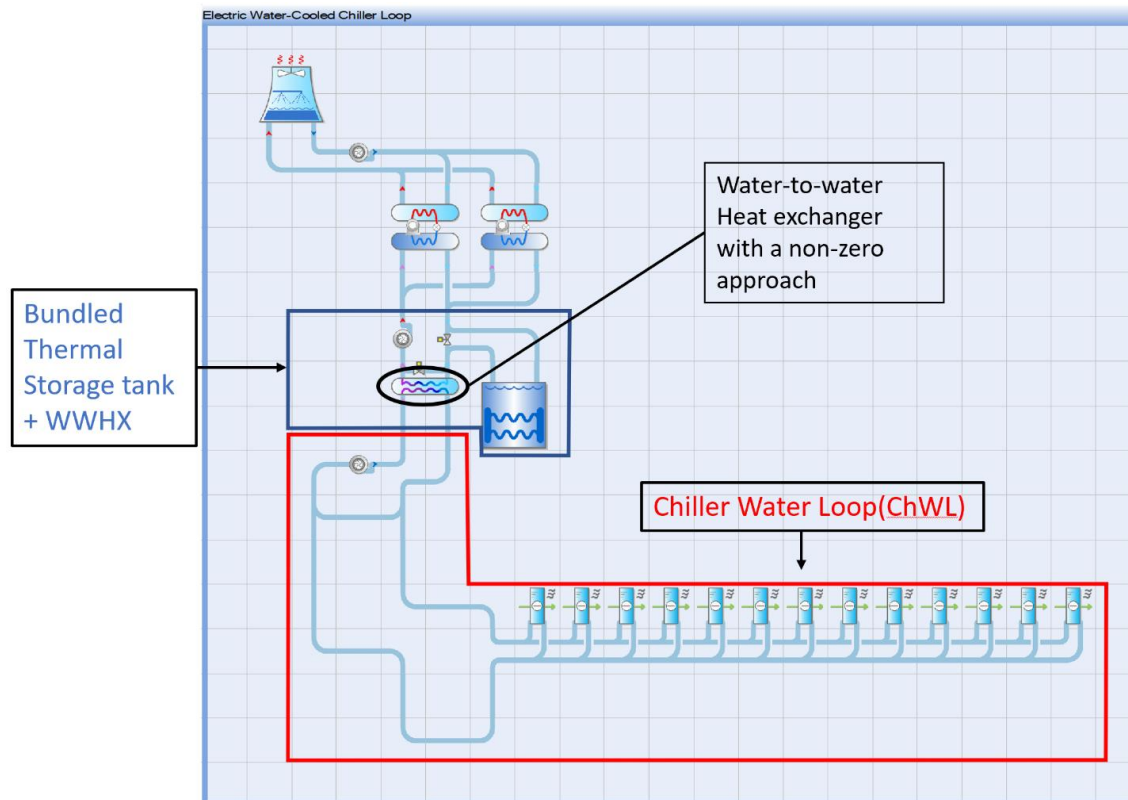 Electric Water-Cooled Chiller Loop
Water-to-water
Heat exchanger
with a non-zero
approach
Bundled
Thermal
Storage tank
+ WWHX
Chiller Water Loop(ChWL)